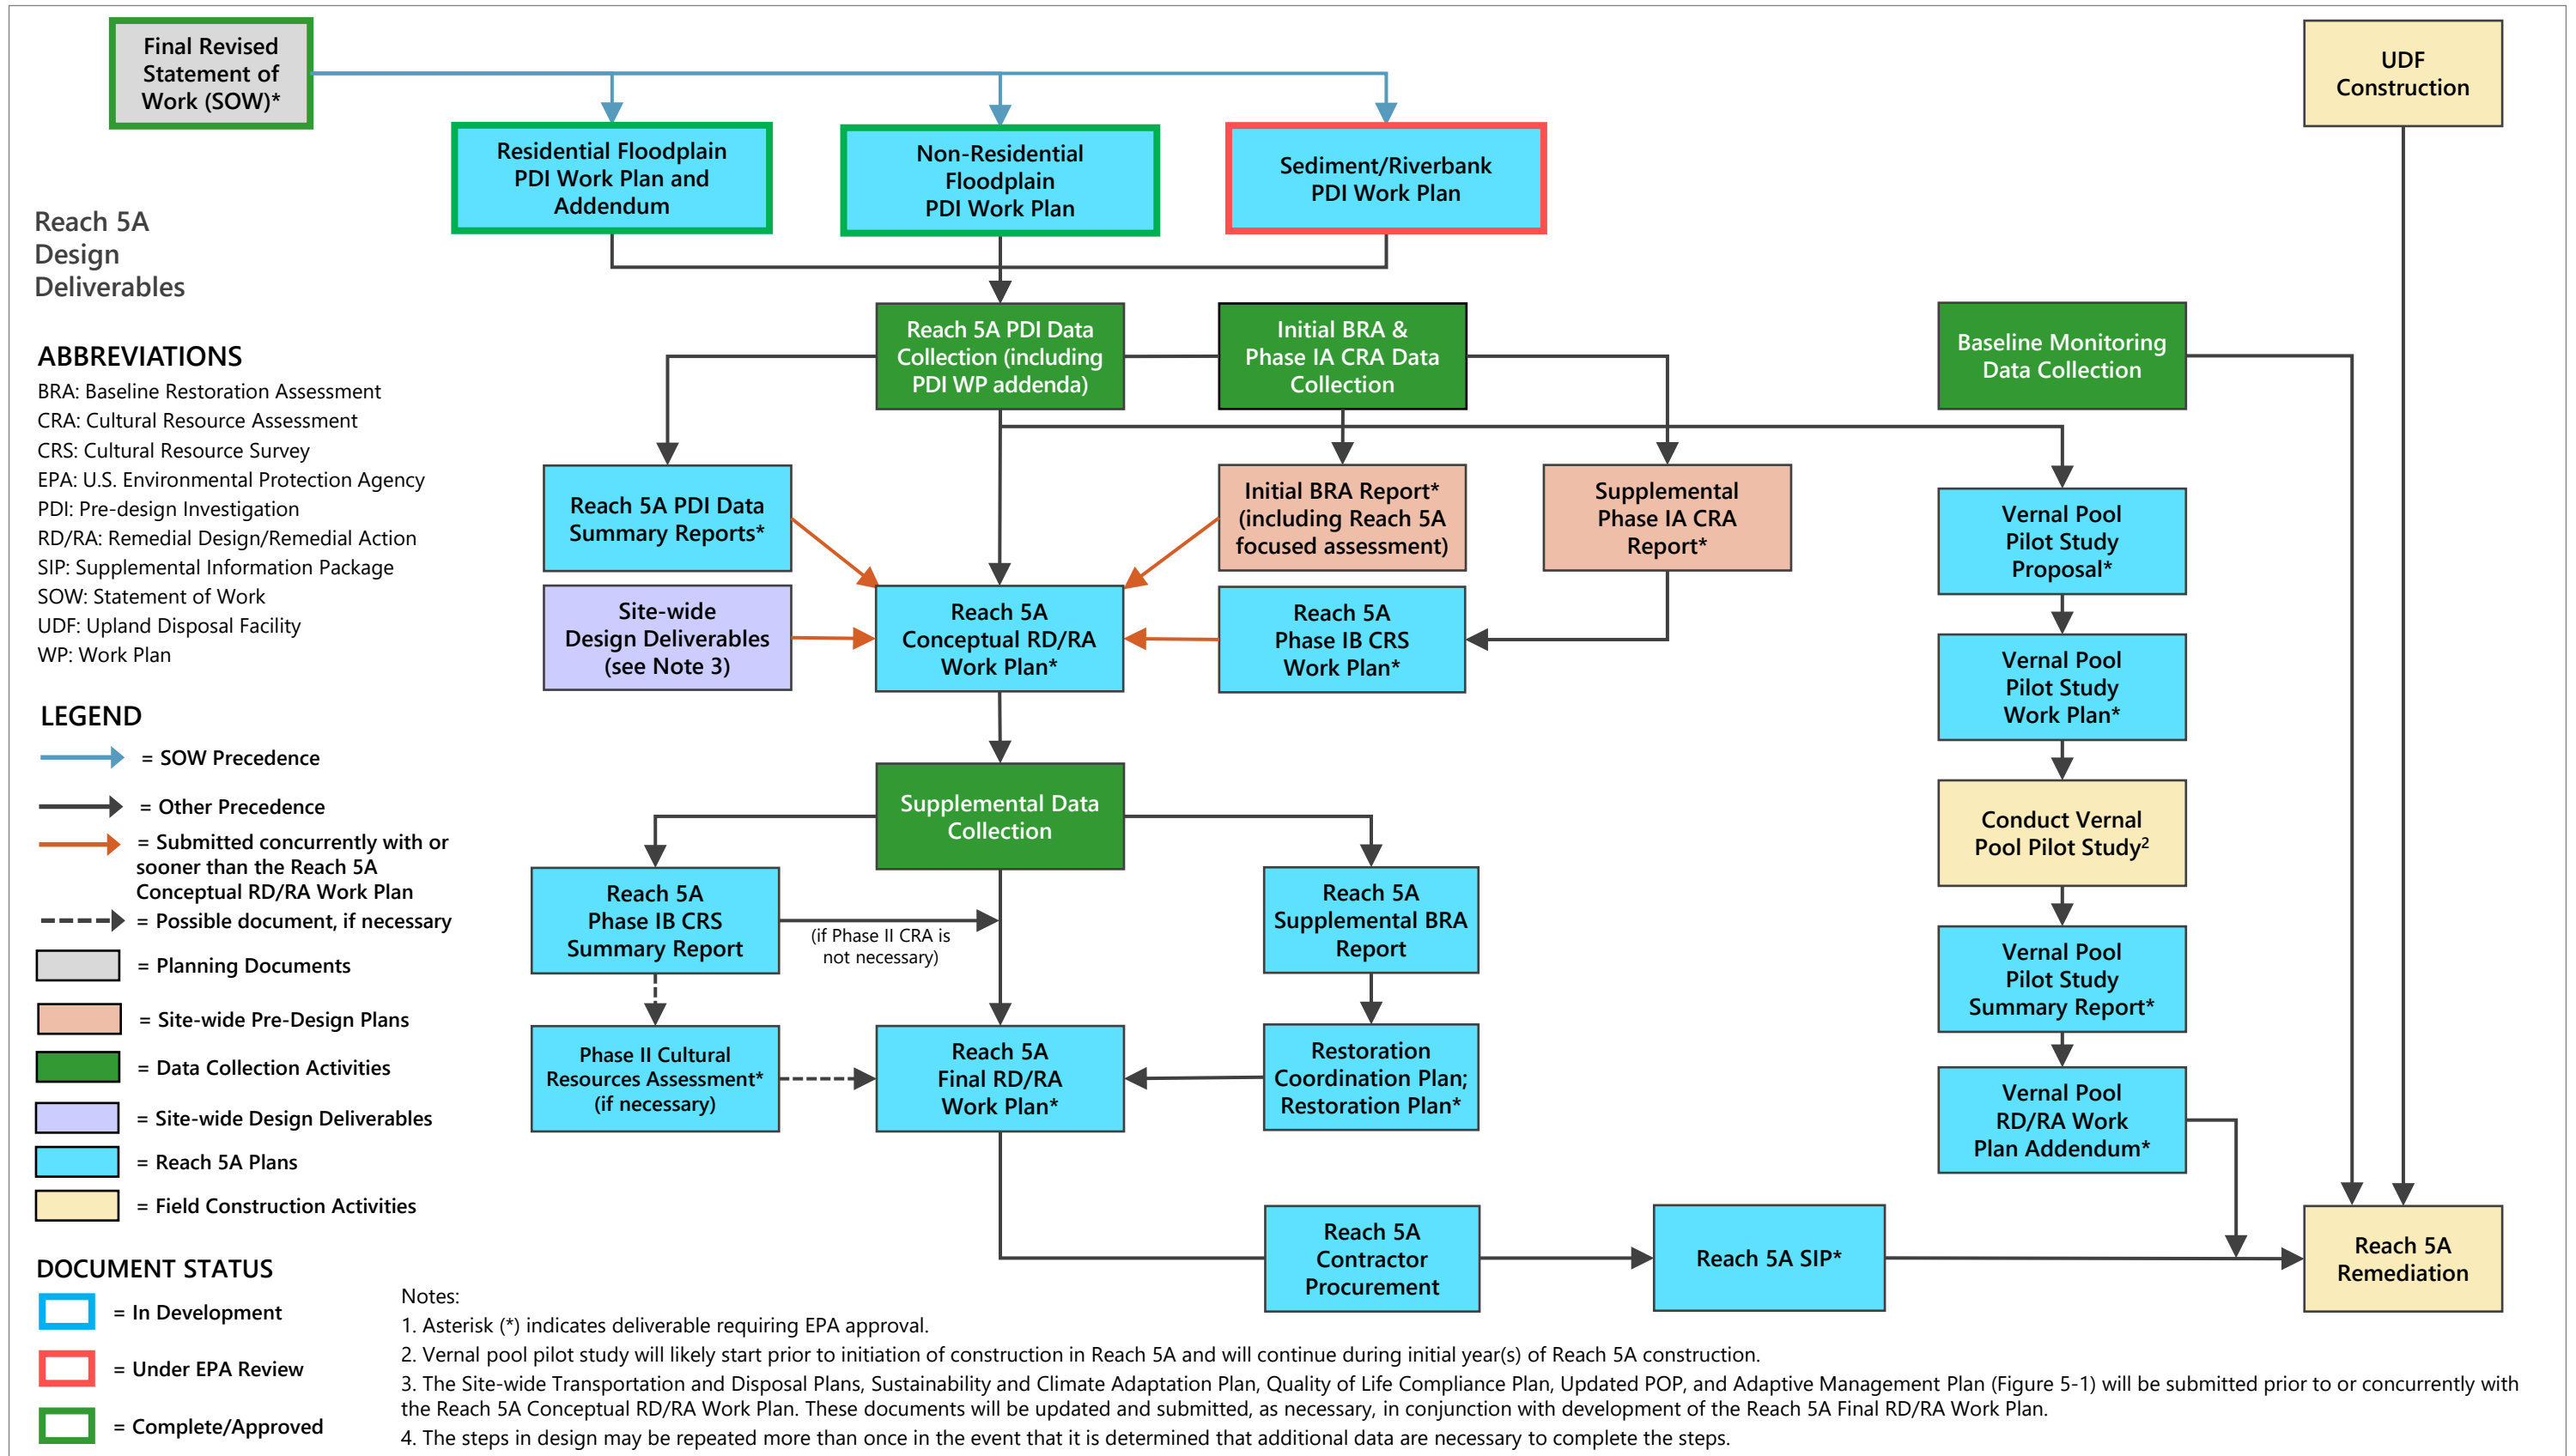 Final Revised
Statement of
Work (SOW)*
UDF
Construction
Residential Floodplain
PDI Work Plan and
Addendum
Non-Residential
Floodplain
PDI Work Plan
Sediment/Riverbank
PDI Work Plan
Reach 5A
Design
Deliverables
Reach 5A PDI Data
Collection (including
PDI WP addenda)
Initial BRA &
Phase IA CRA Data
Collection
Baseline Monitoring
Data Collection
ABBREVIATIONS
BRA: Baseline Restoration Assessment
CRA: Cultural Resource Assessment
CRS: Cultural Resource Survey
EPA: U.S. Environmental Protection Agency
PDI: Pre-design Investigation
RD/RA: Remedial Design/Remedial Action
SIP: Supplemental Information Package
SOW: Statement of Work
UDF: Upland Disposal Facility
WP: Work Plan
Reach 5A PDI Data
Summary Reports*
Initial BRA Report*
(including Reach 5A
focused assessment)
Supplemental
Phase IA CRA
Report*
Vernal Pool
Pilot Study
Proposal*
Site-wide
Design Deliverables
(see Note 3)
Reach 5A
Conceptual RD/RA
Work Plan*
Reach 5A
Phase IB CRS
Work Plan*
Vernal Pool
Pilot Study
Work Plan*
LEGEND
= SOW Precedence
= Other Precedence
= Submitted concurrently with or
sooner than the Reach 5A
Conceptual RD/RA Work Plan
= Possible document, if necessary
= Planning Documents
= Site-wide Pre-Design Plans
= Data Collection Activities
= Site-wide Design Deliverables
= Reach 5A Plans
= Field Construction Activities
Supplemental Data
Collection
Conduct Vernal
Pool Pilot Study2
Reach 5A
Phase IB CRS
Summary Report
(if Phase II CRA is
not necessary)
Reach 5A
Supplemental BRA
Report
Vernal Pool
Pilot Study
Summary Report*
Phase II Cultural
Resources Assessment*
(if necessary)
Reach 5A
Final RD/RA
Work Plan*
Restoration
Coordination Plan;
Restoration Plan*
Vernal Pool
RD/RA Work
Plan Addendum*
Reach 5A
Contractor
Procurement
Reach 5A SIP*
Reach 5A
Remediation
DOCUMENT STATUS
= In Development
= Under EPA Review
= Complete/Approved
Notes:
1. Asterisk (*) indicates deliverable requiring EPA approval.
2. Vernal pool pilot study will likely start prior to initiation of construction in Reach 5A and will continue during initial year(s) of Reach 5A construction.
3. The Site-wide Transportation and Disposal Plans, Sustainability and Climate Adaptation Plan, Quality of Life Compliance Plan, Updated POP, and Adaptive Management Plan (Figure 5-1) will be submitted prior to or concurrently with
the Reach 5A Conceptual RD/RA Work Plan. These documents will be updated and submitted, as necessary, in conjunction with development of the Reach 5A Final RD/RA Work Plan.
4. The steps in design may be repeated more than once in the event that it is determined that additional data are necessary to complete the steps.